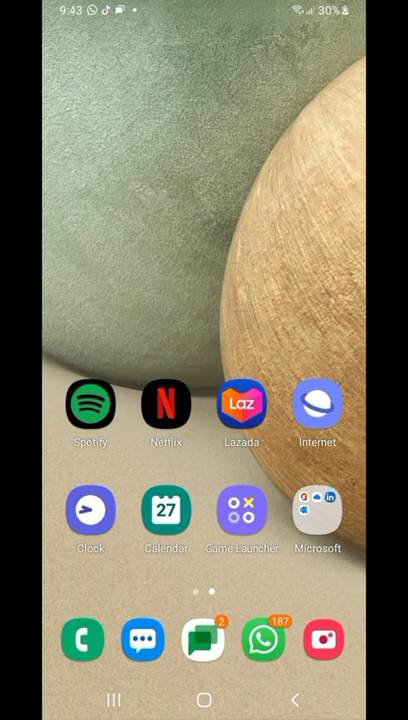 9:43 30%
Spotify Netflix Laz Lazada Internet
27
Clock Calendar Game Launcher Microsoft
2 187